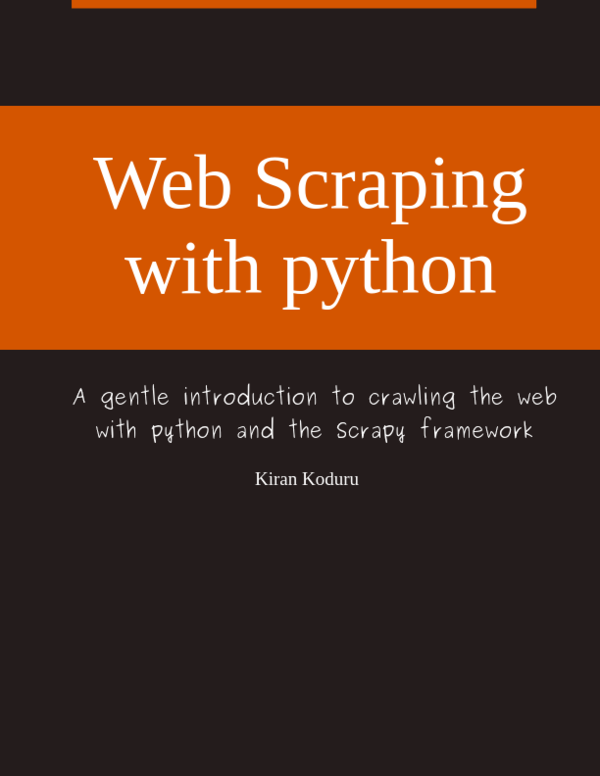 Web Scraping
with python
A gentle introduction to crawling the web
with python and the Scrapy framework
Kiran Koduru